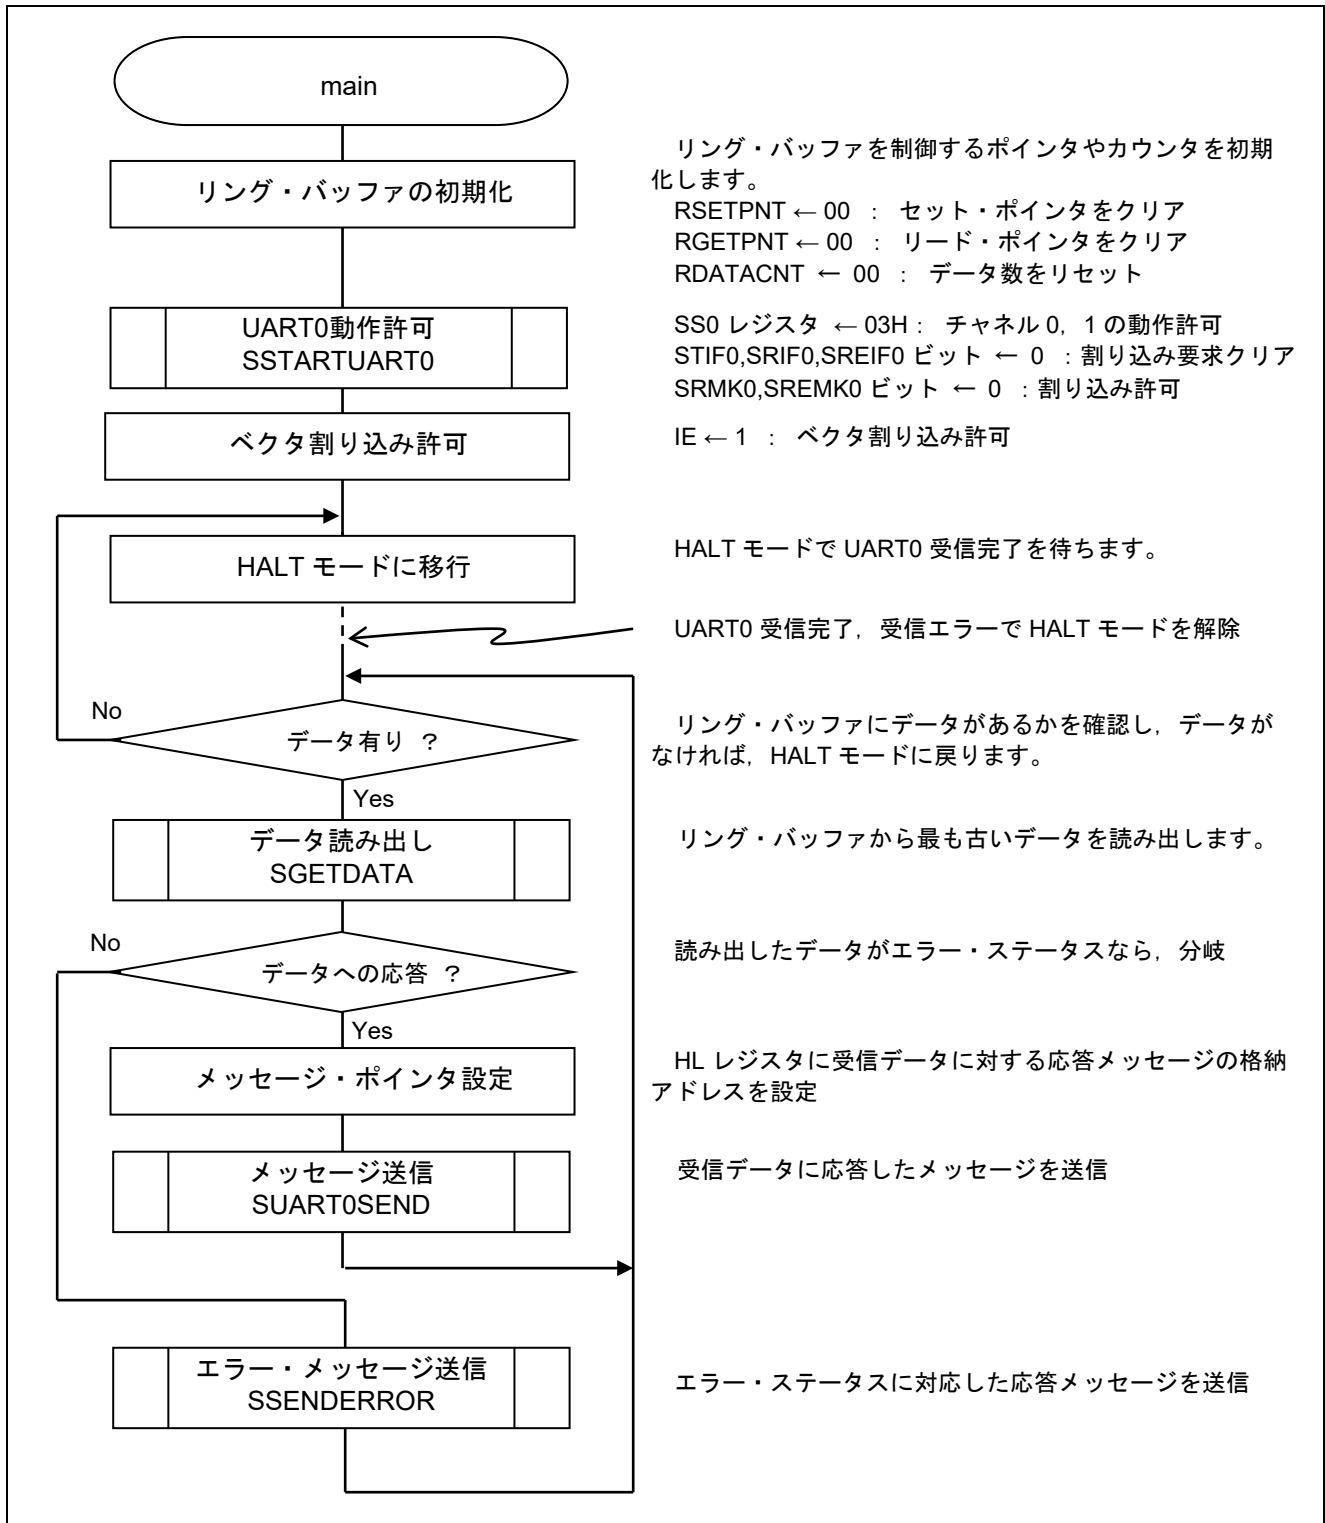 main
リング・バッファの初期化
リング・バッファを制御するポインタやカウンタを初期
化します。
RSETPNT ← 00 ： セット・ポインタをクリア
RGETPNT ← 00 ： リード・ポインタをクリア
RDATACNT ← 00 ： データ数をリセット
UART0動作許可
SSTARTUART0
SS0 レジスタ ← 03H： チャネル 0，1 の動作許可
STIF0,SRIF0,SREIF0 ビット ← 0 ：割り込み要求クリア
SRMK0,SREMK0 ビット ← 0 ：割り込み許可
ベクタ割り込み許可
IE ← 1 ： ベクタ割り込み許可
HALT モードに移行
HALT モードで UART0 受信完了を待ちます。
UART0 受信完了，受信エラーで HALT モードを解除
No
データ有り ？
Yes
リング・バッファにデータがあるかを確認し，データが
なければ，HALT モードに戻ります。
データ読み出し
SGETDATA
リング・バッファから最も古いデータを読み出します。
No
データへの応答 ？
Yes
読み出したデータがエラー・ステータスなら，分岐
メッセージ・ポインタ設定
HL レジスタに受信データに対する応答メッセージの格納
アドレスを設定
メッセージ送信
SUART0SEND
受信データに応答したメッセージを送信
エラー・メッセージ送信
SSENDERROR
エラー・ステータスに対応した応答メッセージを送信